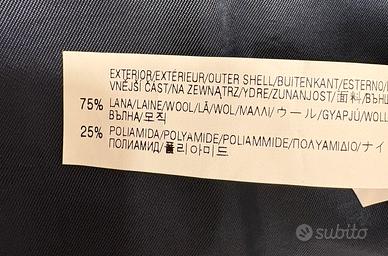 EXTERIOR/EXTÉRIEUR/OUTER SHELL/BUITENKANT/ESTERNO/
VNĚJŠÍ ČÁST/NA ZEWNĄTRZ/YDRE/ZUNANJOST/面料/ВЪНШ
75% LANA/LAINE/WOOL/LÃ/WOL/ΜΑΛΛΙ/ウール/GYAPJÚ/WOLL
ВЪЛНА/모직
25% POLIAMIDA/POLYAMIDE/POLIAMMIDE/ΠΟΛΥΑΜΙΔΙΟ/ナイ
ПОЛИАМИД/폴리아미드
subito